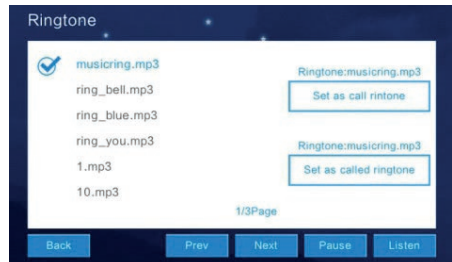 Ringtone
musicring.mp3
ring_bell.mp3
ring_blue.mp3
ring_you.mp3
1.mp3
10.mp3
Ringtone:musicring.mp3
Set as call rintone
Ringtone:musicring.mp3
Set as called ringtone
1/3Page
Back
Prev
Next
Pause
Listen